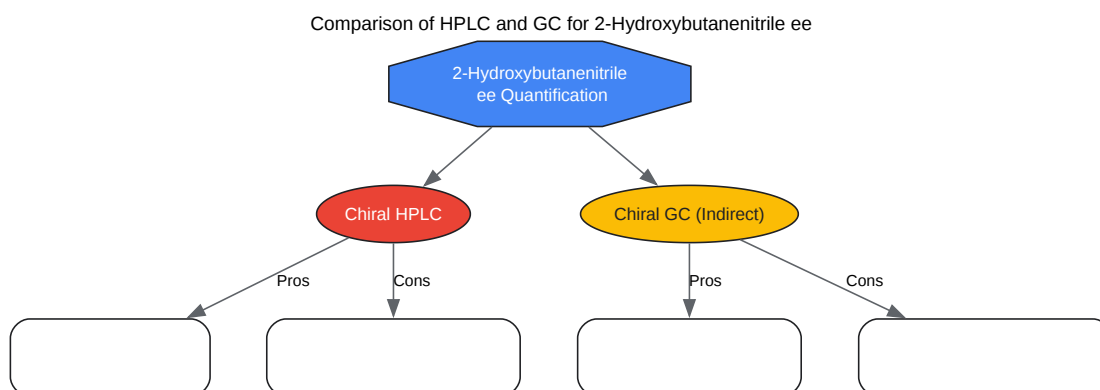 Comparison of HPLC and GC for 2-Hydroxybutanenitrile ee
2-Hydroxybutanenitrile
ee Quantification
Chiral HPLC
Chiral GC (Indirect)
Pros
Cons
Pros
Cons